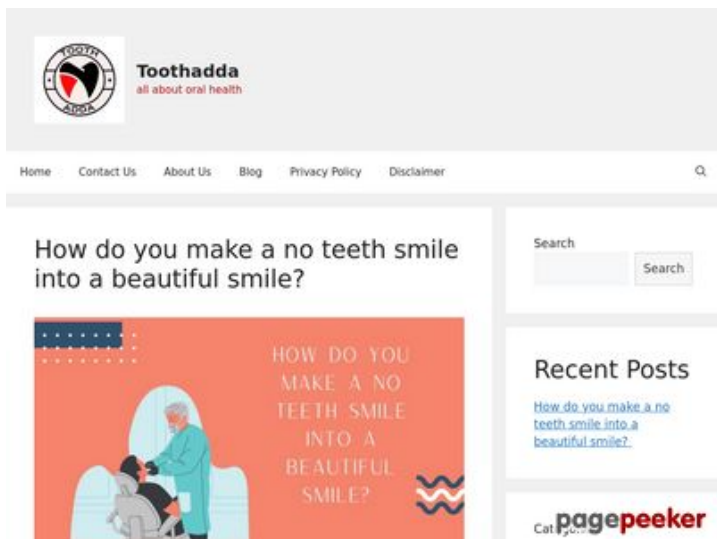 TOOTH
ADDA
Toothadda
all about oral health
Home Contact Us About Us Blog Privacy Policy Disclaimer
How do you make a no teeth smile
into a beautiful smile?
HOW DO YOU
MAKE A NO
TEETH SMILE
INTO A
BEAUTIFUL
SMILE?
Search
Search
Recent Posts
How do you make a no
teeth smile into a
beautiful smile?
pagepeeker